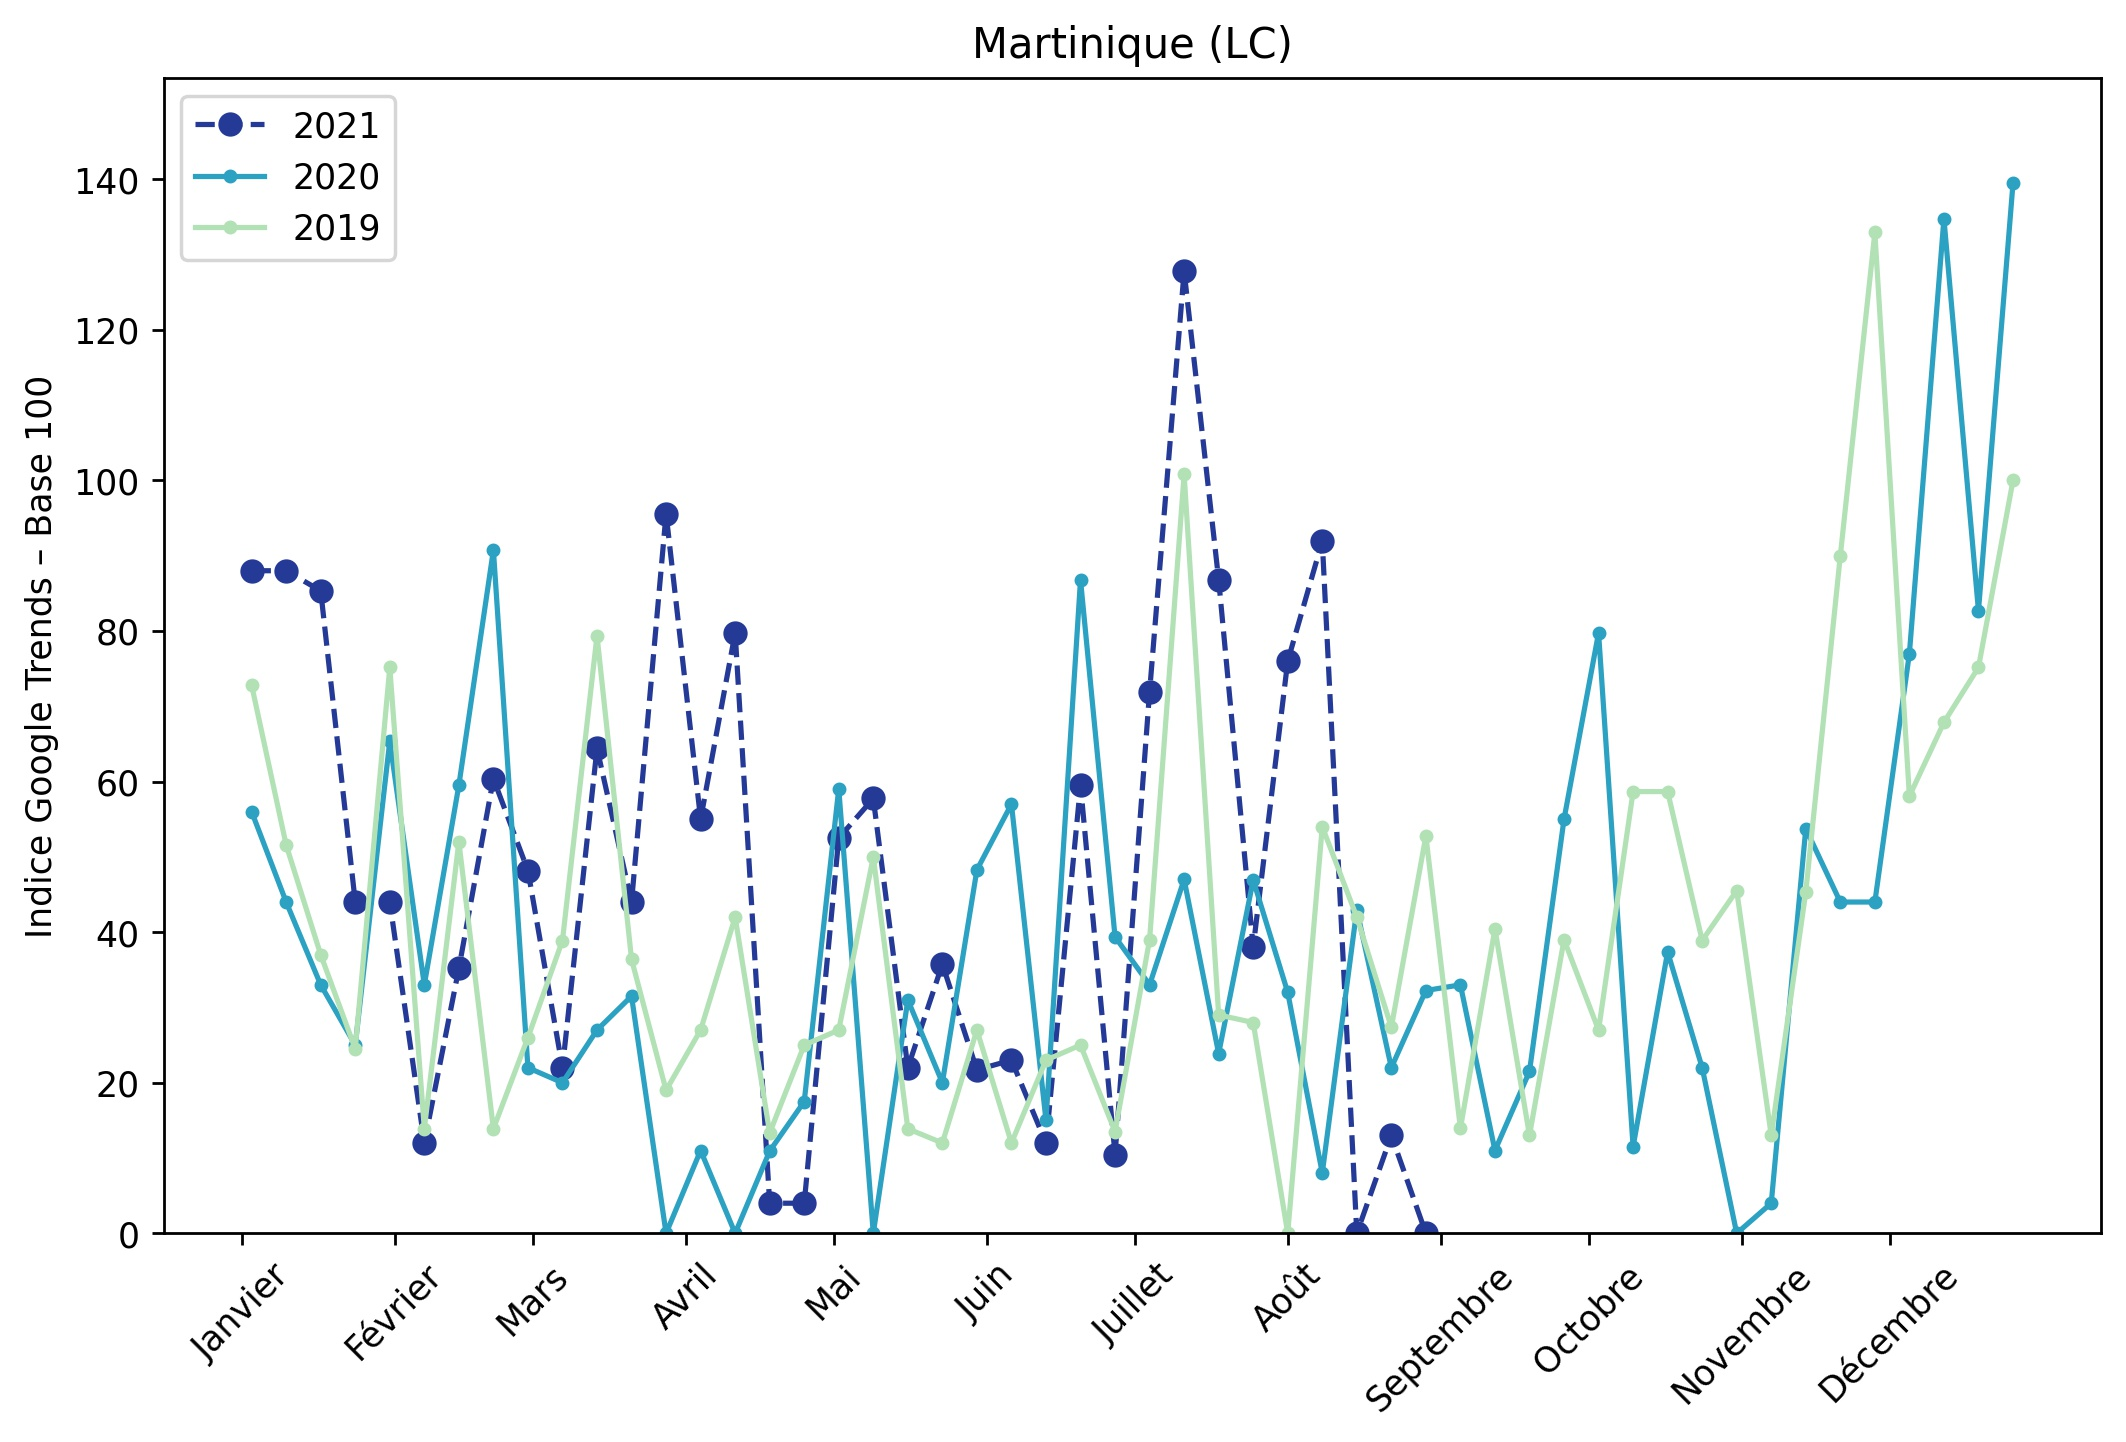 Martinique (LC)
2021
2020
2019
Indice Google Trends – Base 100
140
120
100
80
60
40
20
0
Janvier
Février
Mars
Avril
Mai
Juin
Juillet
Août
Septembre
Octobre
Novembre
Décembre